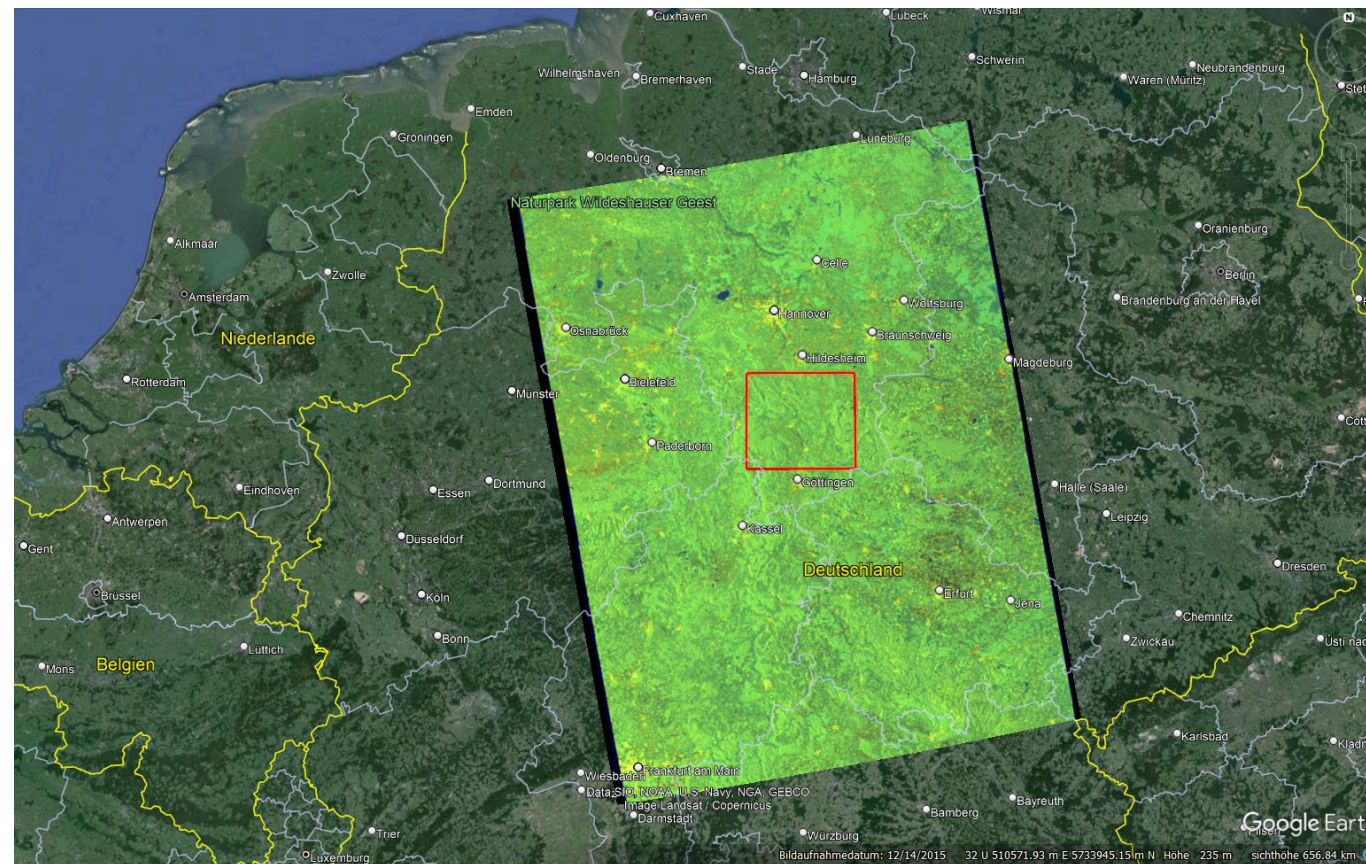 Cuxhaven
Lübeck
Wismar
N
Wilhelmshaven
Bremerhaven
Stade
Hamburg
Schwerin
Waren (Müritz)
Neubrandenburg
Emden
Groningen
Lüneburg
Oldenburg
Bremen
Naturpark Wildeshauser Geest
Alkmaar
Zwolle
Celle
Oranienburg
Berlin
Amsterdam
Hannover
Wolfsburg
Brandenburg an der Havel
Niederlande
Osnabrück
Braunschweig
Hildesheim
Magdeburg
Rotterdam
Münster
Bielefeld
Paderborn
Eindhoven
Essen
Dortmund
Göttingen
Halle (Saale)
Leipzig
Antwerpen
Kassel
Gent
Düsseldorf
Deutschland
Dresden
Brüssel
Köln
Erfurt
Jena
Chemnitz
Bonn
Zwickau
Ústí nad
Mons
Belgien
Lüttich
Karlsbad
Kladn
Wiesbaden
Frankfurt am Main
Data SIO, NOAA, U.S. Navy, NGA, GEBCO
Image Landsat / Copernicus
Darmstadt
Bamberg
Bayreuth
Trier
Würzburg
Pilsen
Google Eart
Luxemburg
Bildaufnahmedatum: 12/14/2015 32 U 510571.93 m E 5733945.15 m N Höhe 235 m sichthöhe 656.84 km